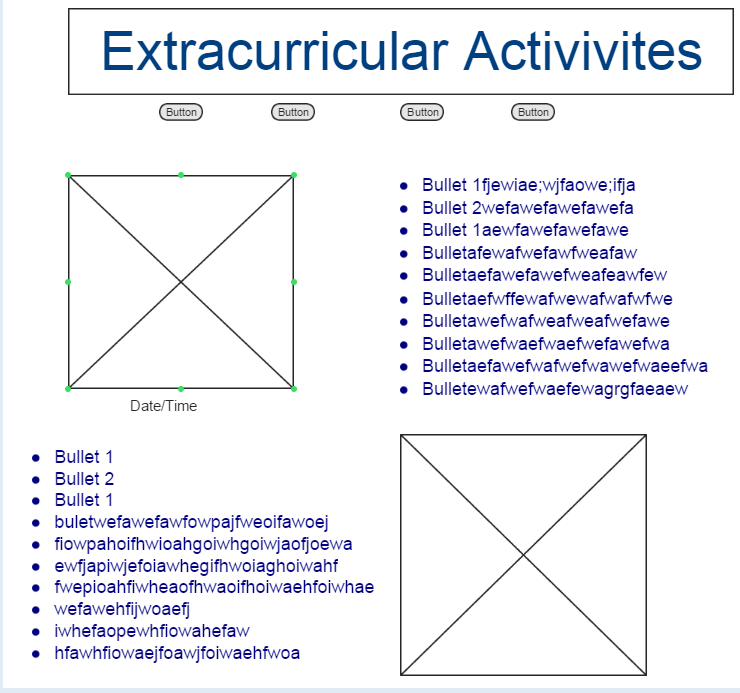 Extracurricular Activivites
Button Button Button Button
Bullet 1fjewiae;wjfaowe;ifja
Bullet 2wefawefawefawefa
Bullet 1aewfawefawefawe
Bulletafewafwefawfweafaw
Bulletaefawefawefweafeawfew
Bulletaefwffewafwewafwafwfwe
Bulletawefwafweafweafwefawe
Bulletawefwaefwaefwefawefwa
Bulletaefawefwafwefwawefwaeefwa
Bulletewafwefwaefewagrgfaeaew
Date/Time
Bullet 1
Bullet 2
Bullet 1
buletwefawefawfowpajfweoifawoej
fiowpahoifhwioahgoiwhgoiwjaofjoewa
ewfjapiwjefoiawhegifhwoiaghoiwahf
fwepioahfiwheaofhwaoifhoiwaehfoiwhae
wefawehfijwoaefj
iwhefaopewhfiowahefaw
hfawhfiowaejfoawjfoiwaehfwoa